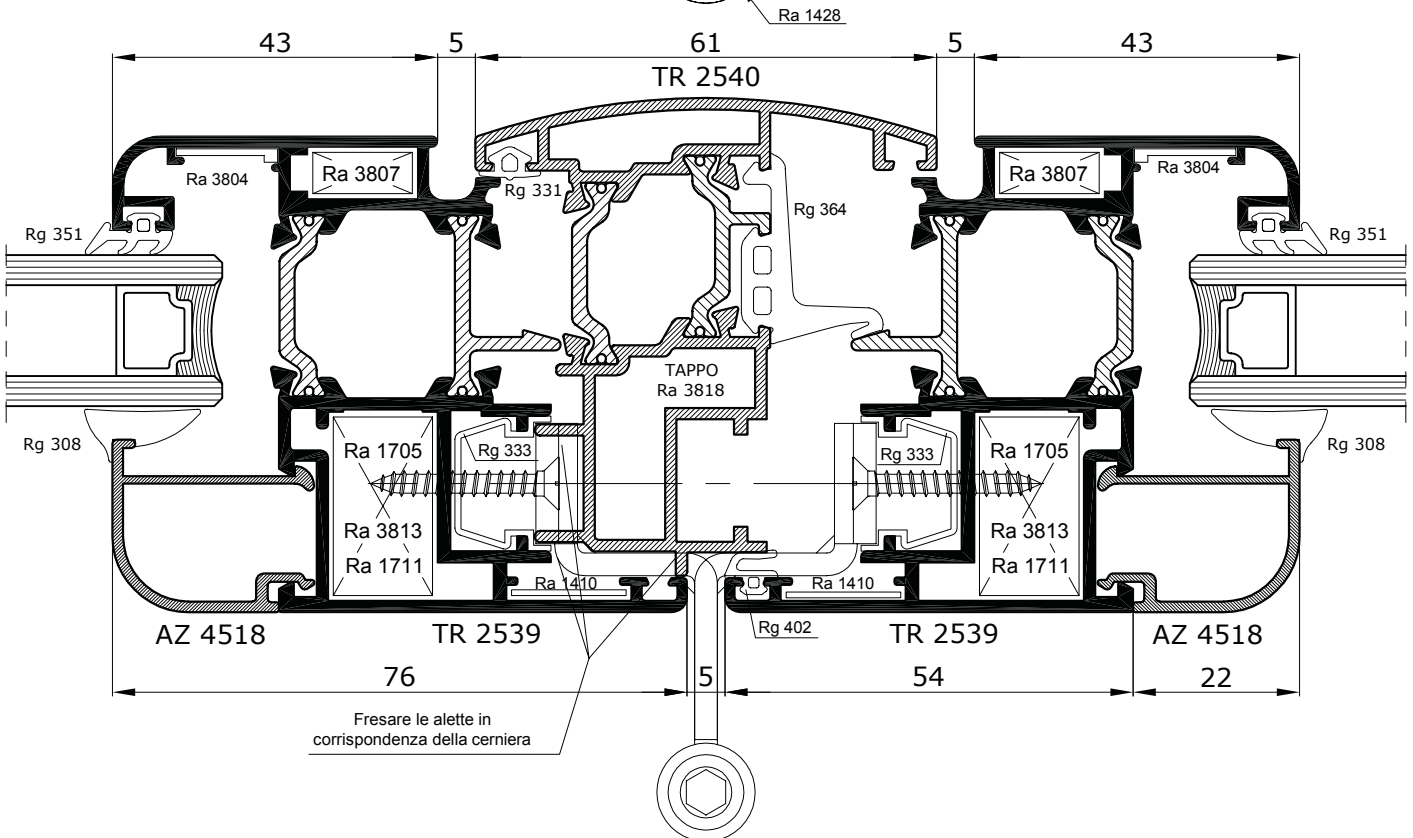 Ra 1428
43
5
61
5
43
TR 2540
Ra 3804
Ra 3807
Rg 331
Rg 364
Ra 3807
Ra 3804
Rg 351
Rg 351
TAPPO
Ra 3818
Rg 308
Ra 1705
Rg 333
Rg 333
Ra 1705
Rg 308
Ra 3813
Ra 3813
Ra 1711
Ra 1711
Ra 1410
Ra 1410
AZ 4518
TR 2539
Rg 402
TR 2539
AZ 4518
76
5
54
22
Fresare le alette in
corrispondenza della cerniera